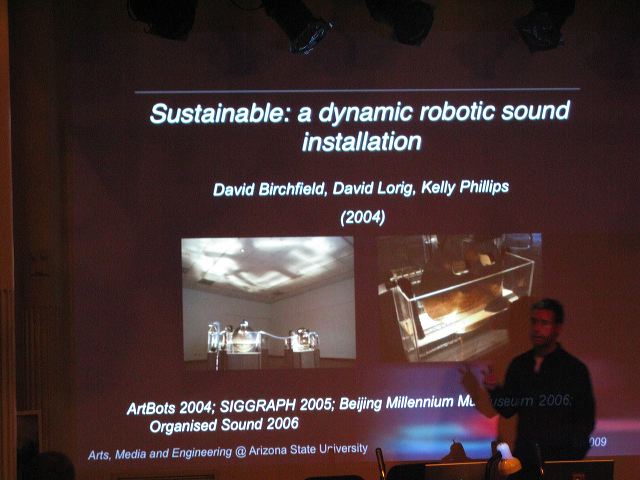 Sustainable: a dynamic robotic sound
installation
David Birchfield, David Lorig, Kelly Phillips
(2004)
ArtBots 2004; SIGGRAPH 2005; Beijing Millennium Museum 2006;
Organised Sound 2006
Arts, Media and Engineering @ Arizona State University